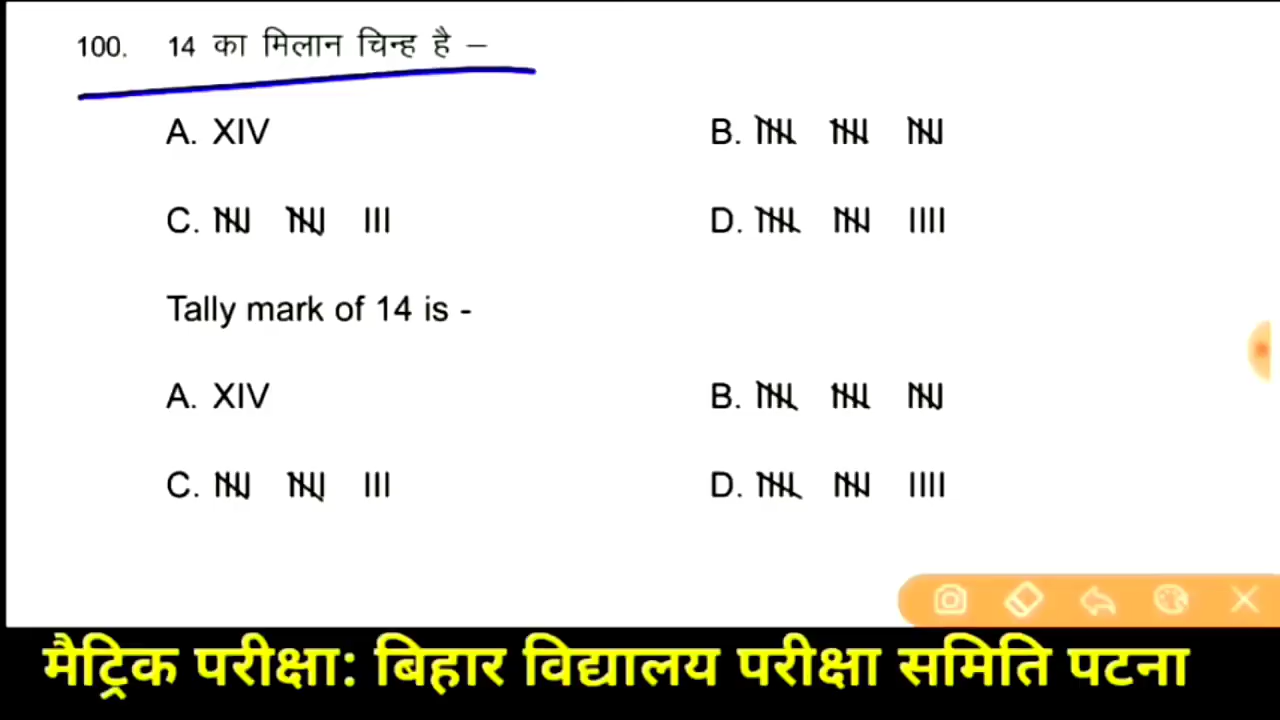 100. 14 का मिलान चिन्ह है –
A. XIV B. 𝍸 𝍸 𝍸
C. 𝍸 𝍸 III
D. 𝍸 𝍸 IIII
Tally mark of 14 is -
A. XIV B. 𝍸 𝍸 𝍸
C. 𝍸 𝍸 III
D. 𝍸 𝍸 IIII
मैट्रिक परीक्षा: बिहार विद्यालय परीक्षा समिति पटना